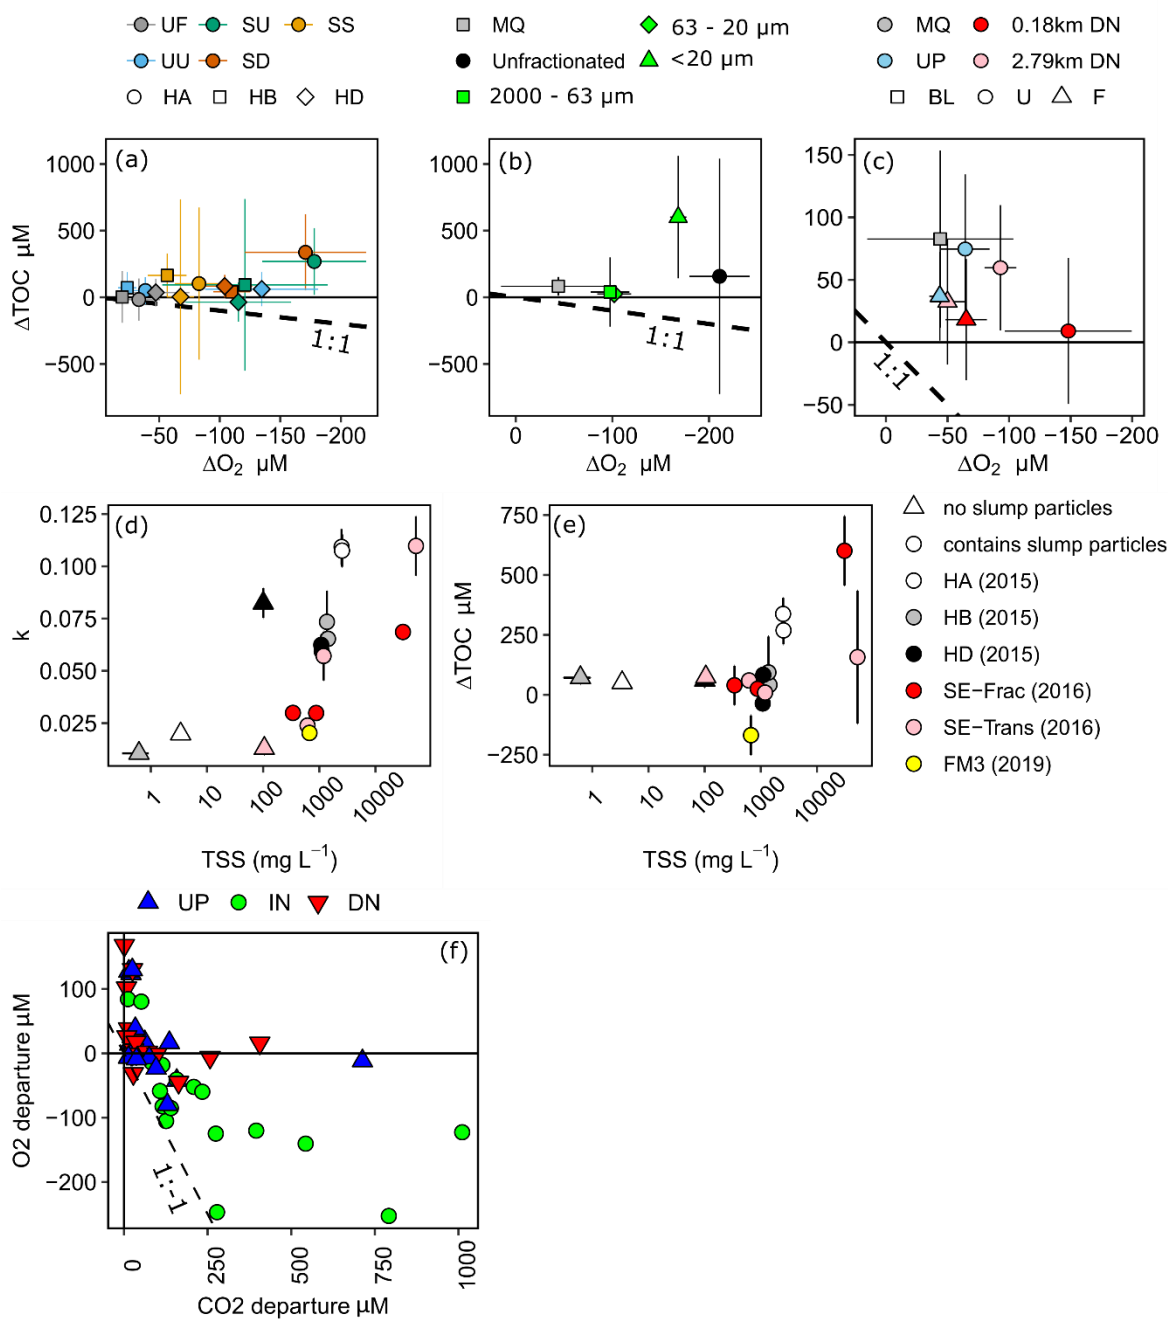 UF SU SS
UU SD
HA HB HD
MQ
Unfractionated
2000 - 63 µm
63 - 20 µm
<20 µm
MQ 0.18km DN
UP 2.79km DN
BL U F
(a)
1000
500
0
−500
ΔTOC µM
1:1
−50 −100 −150 −200
ΔO₂ µM
(b)
1000
500
0
−500
1:1
0 −100 −200
ΔO₂ µM
(c)
150
100
50
0
−50
1:1
0 −50 −100 −150 −200
ΔO₂ µM
(d)
0.125
0.100
0.075
0.050
0.025
k
1 10 100 1000 10000
TSS (mg L⁻¹)
(e)
750
500
250
0
−250
ΔTOC µM
1 10 100 1000 10000
TSS (mg L⁻¹)
no slump particles
contains slump particles
HA (2015)
HB (2015)
HD (2015)
SE−Frac (2016)
SE−Trans (2016)
FM3 (2019)
UP IN DN
(f)
100
0
−100
−200
O2 departure µM
1:-1
0 250 500 750 1000
CO2 departure µM